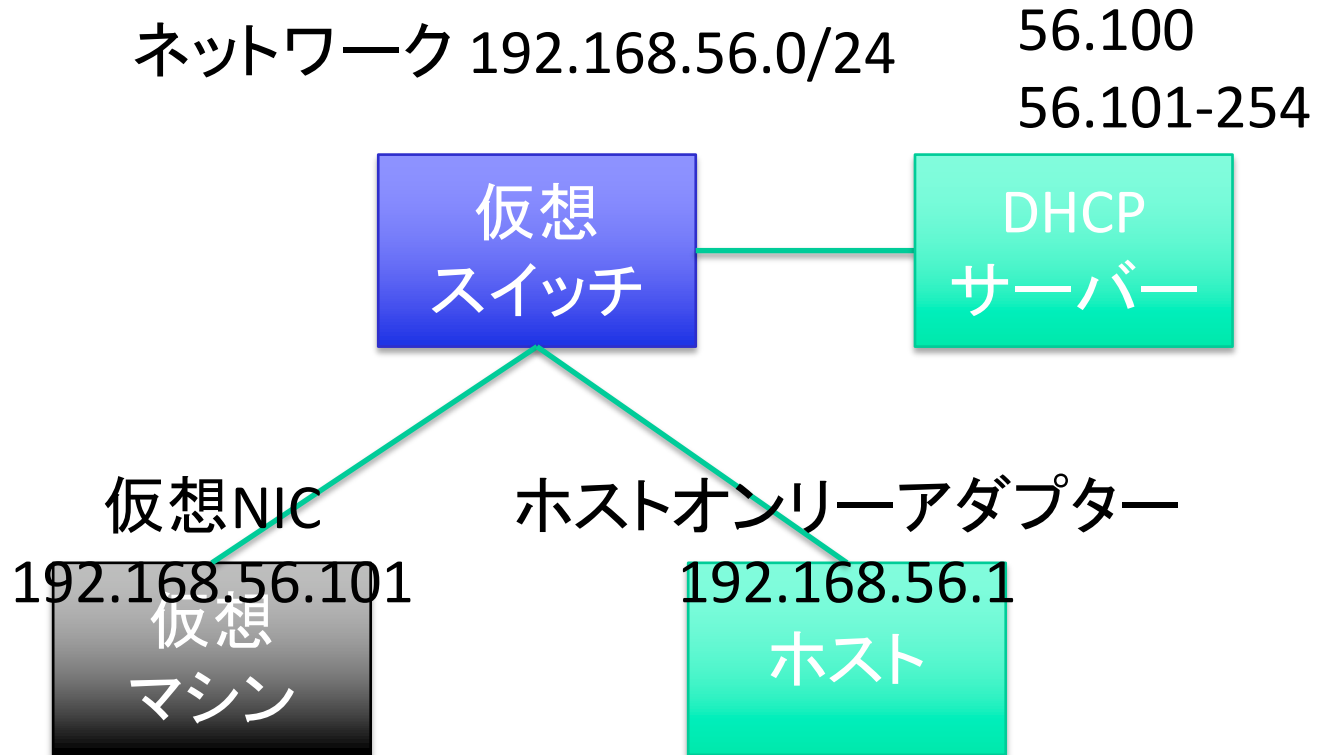 ネットワーク 192.168.56.0/24
56.100
56.101-254
仮想
スイッチ
DHCP
サーバー
仮想NIC
192.168.56.101
仮想
マシン
ホストオンリーアダプター
192.168.56.1
ホスト